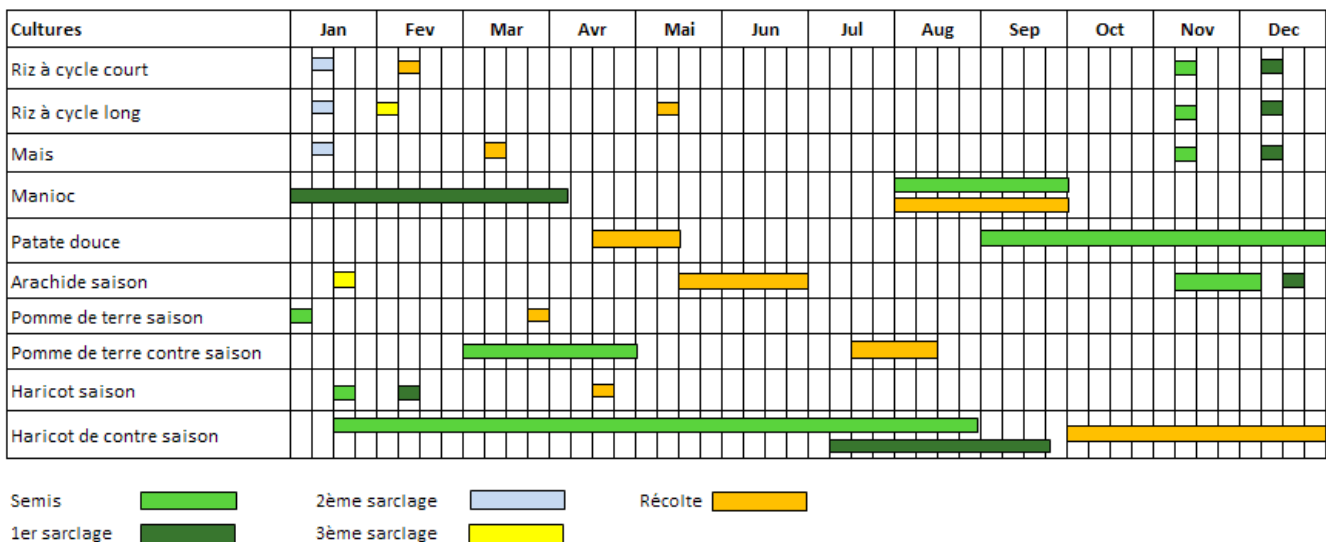 Cultures Jan Fev Mar Avr Mai Jun Jul Aug Sep Oct Nov Dec
Riz à cycle court
Riz à cycle long
Mais
Manioc
Patate douce
Arachide saison
Pomme de terre saison
Pomme de terre contre saison
Haricot saison
Haricot de contre saison
Semis 2ème sarclage Récolte
1er sarclage 3ème sarclage